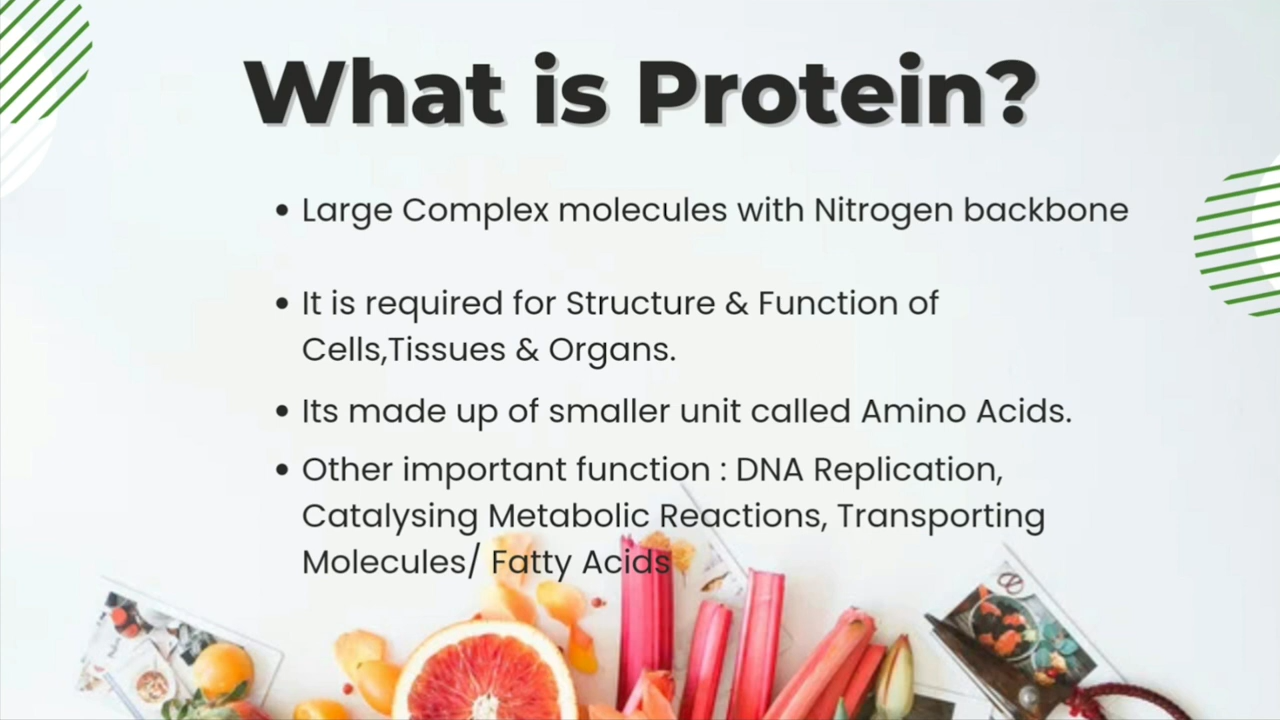 What is Protein?
• Large Complex molecules with Nitrogen backbone
• It is required for Structure & Function of
Cells,Tissues & Organs.
• Its made up of smaller unit called Amino Acids.
• Other important function : DNA Replication,
Catalysing Metabolic Reactions, Transporting
Molecules/ Fatty Acids